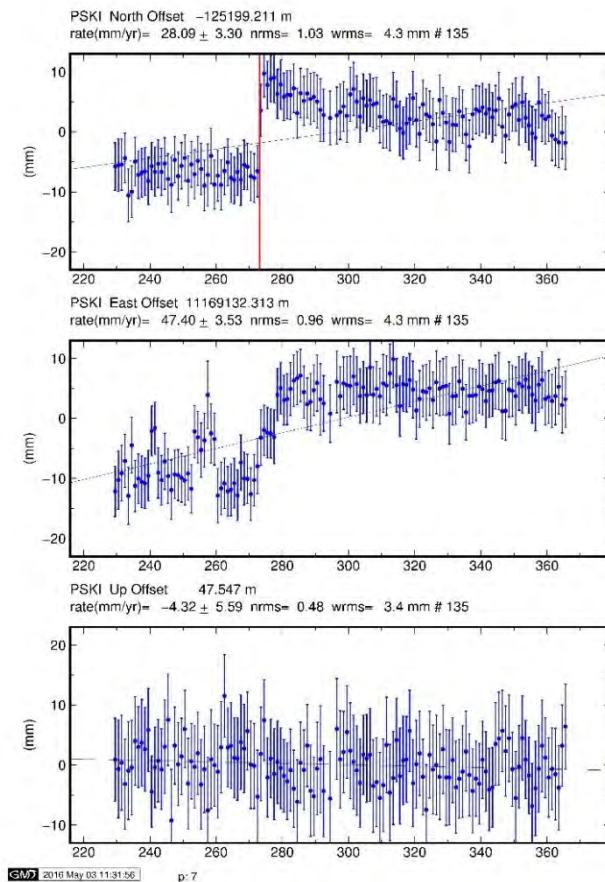 PSKI North Offset -125199.211 m
rate(mm/yr)= 28.09 ± 3.30 nrms= 1.03 wrms= 4.3 mm # 135
10
0
-10
-20
(mm)
220 240 260 280 300 320 340 360
PSKI East Offset 11169132.313 m
rate(mm/yr)= 47.40 ± 3.53 nrms= 0.96 wrms= 4.3 mm # 135
10
0
-10
-20
(mm)
220 240 260 280 300 320 340 360
PSKI Up Offset 47.547 m
rate(mm/yr)= -4.32 ± 5.59 nrms= 0.48 wrms= 3.4 mm # 135
20
10
0
-10
(mm)
220 240 260 280 300 320 340 360
GMT 2016 May 03 11:31:56 p: 7